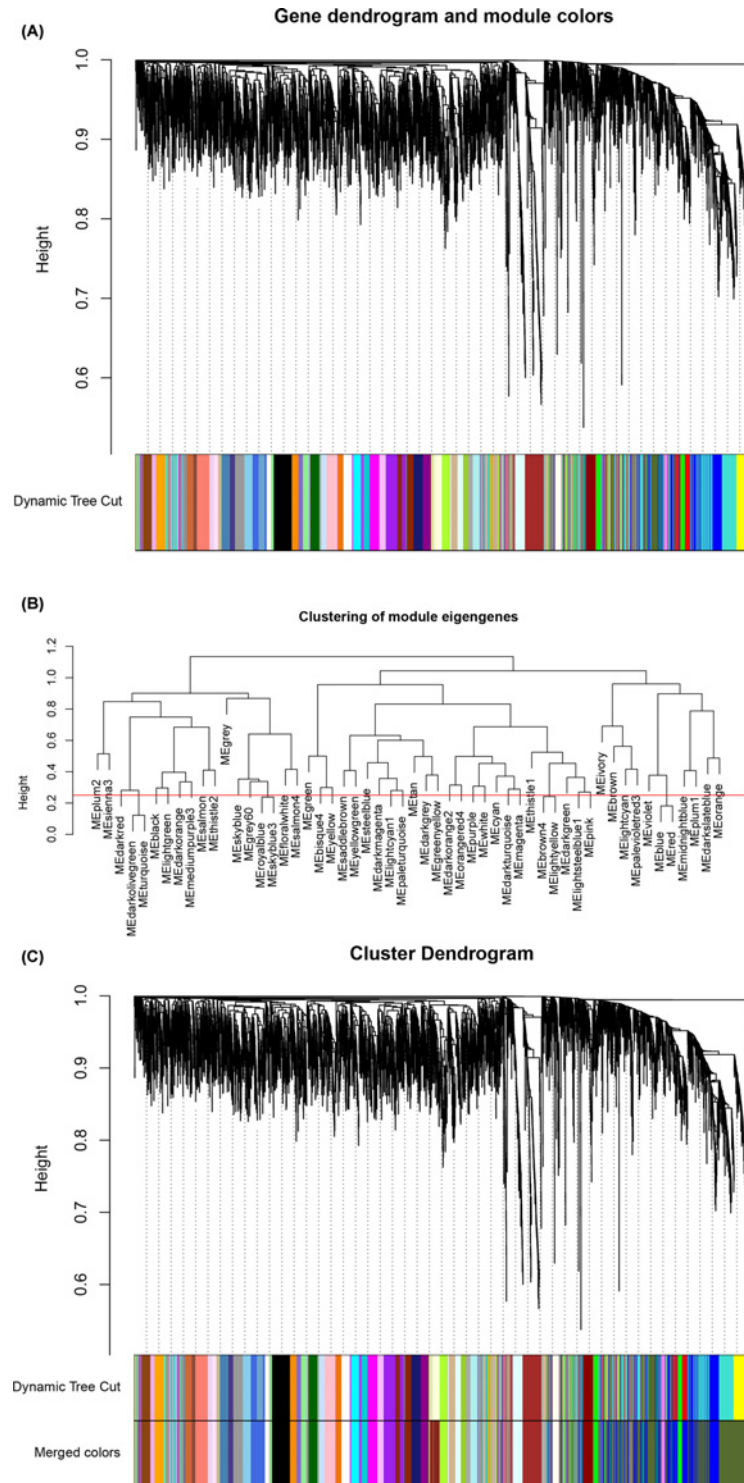 (A)
Gene dendrogram and module colors
1.0
0.9
0.8
0.7
0.6
Height
Dynamic Tree Cut
(B)
Clustering of module eigengenes
1.2
1.0
0.8
0.6
0.4
0.2
0.0
Height
MEplum2
MEsienna3
MEdarkred
MEdarkolivegreen
MEturquoise
MEblack
MElightgreen
MEdarkorange
MEmediumpurple3
MEsalmon
MEthistle2
MEgrey
MEskyblue
MEgrey60
MEroyalblue
MEskyblue3
MEfloralwhite
MEsalmon4
MEgreen
MEbisque4
MEyellow
MEsaddlebrown
MEyellowgreen
MEsteelblue
MEdarkmagenta
MElightcyan1
MEpaleturquoise
MEtan
MEdarkgrey
MEgreenyellow
MEdarkorange2
MEorangered4
MEpurple
MEwhite
MEcyan
MEdarkturquoise
MEmagenta
MEthistle1
MEbrown4
MElightyellow
MEdarkgreen
MElightsteelblue1
MEpink
MEivory
MEbrown
MElightcyan
MEpalevioletred3
MEviolet
MEblue
MEred
MEmidnightblue
MEplum1
MEdarkslateblue
MEorange
(C)
Cluster Dendrogram
1.0
0.9
0.8
0.7
0.6
Height
Dynamic Tree Cut
Merged colors